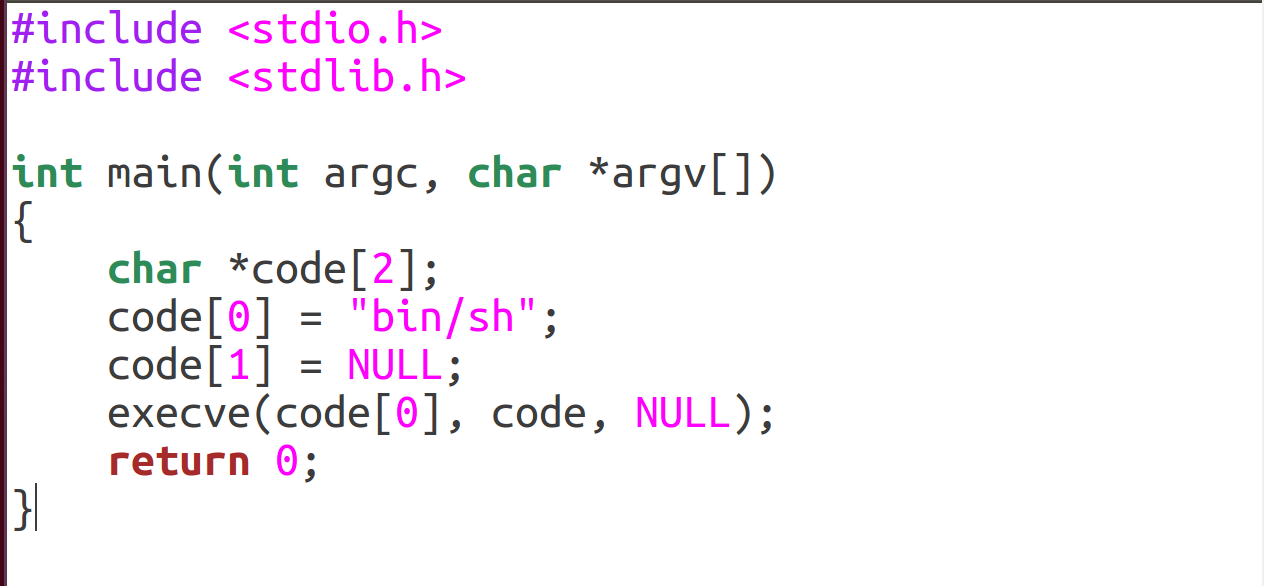 #include <stdio.h>
#include <stdlib.h>
int main(int argc, char *argv[])
{
    char *code[2];
    code[0] = "bin/sh";
    code[1] = NULL;
    execve(code[0], code, NULL);
    return 0;
}